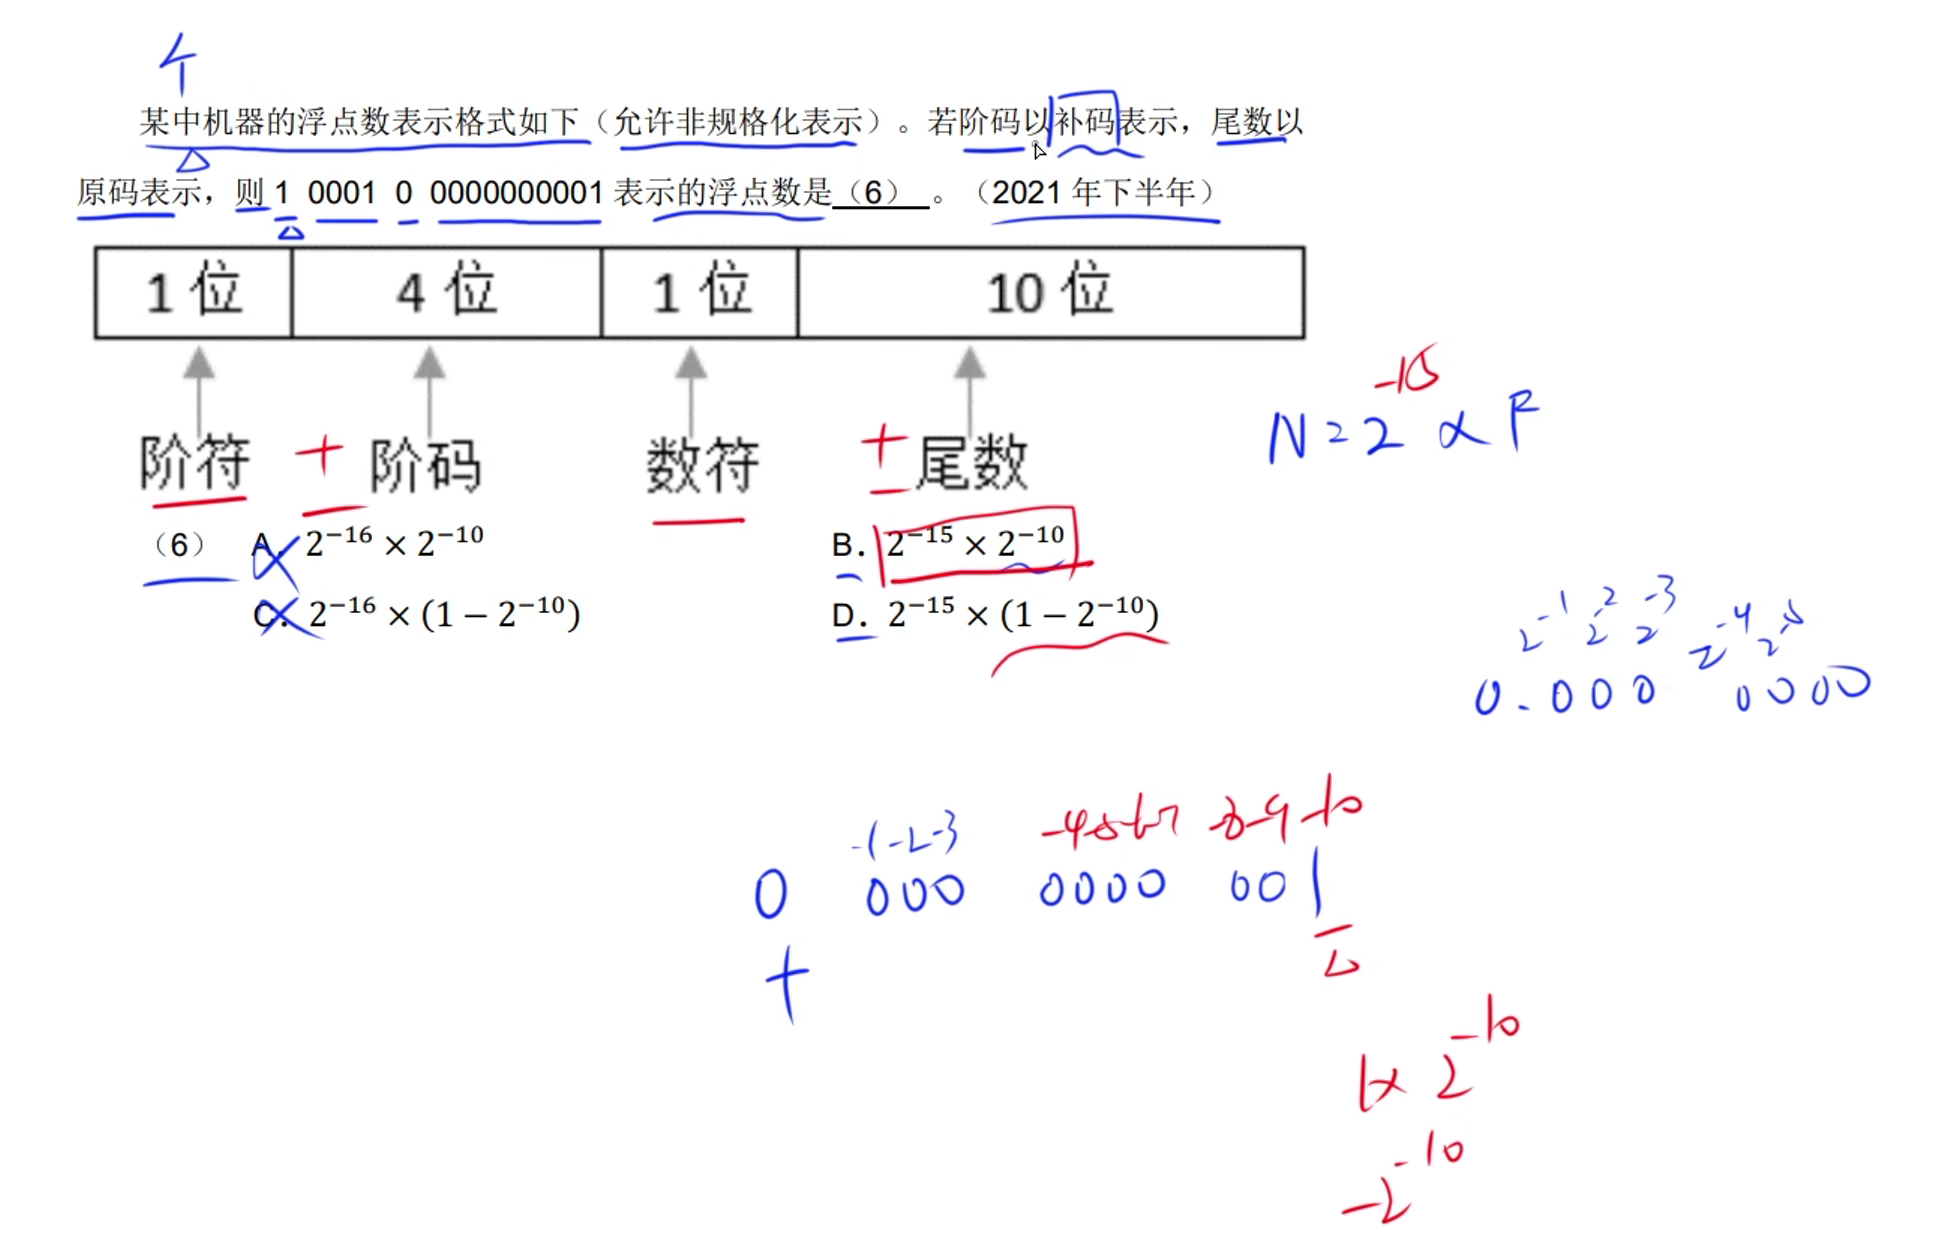 个
某中机器的浮点数表示格式如下（允许非规格化表示）。若阶码以补码表示，尾数以
原码表示，则 1 0001 0 0000000001 表示的浮点数是（6）。（2021 年下半年）
1 位 4 位 1 位 10 位
阶符 + 阶码 数符 ± 尾数
N = 2^-15 × F
（6） A. 2^−16 × 2^−10 B. 2^−15 × 2^−10
C. 2^−16 × (1 − 2^−10) D. 2^−15 × (1 − 2^−10)
2^-1 2^-2 2^-3 2^-4 2^-5
0.000 0000
-1 -2 -3 -4 -5 -6 -7 -8 -9 -10
0 000 0000 001
+
1× 2^-10
-2^-10